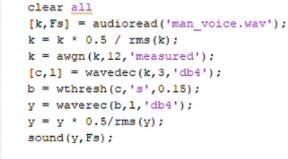 clear all
[k,Fs] = audioread('man_voice.wav');
k = k * 0.5 / rms(k);
k = awgn(k,12,'measured');
[c,l] = wavedec(k,3,'db4');
b = wthresh(c,'s',0.15);
y = waverec(b,l,'db4');
y = y * 0.5/rms(y);
sound(y,Fs);